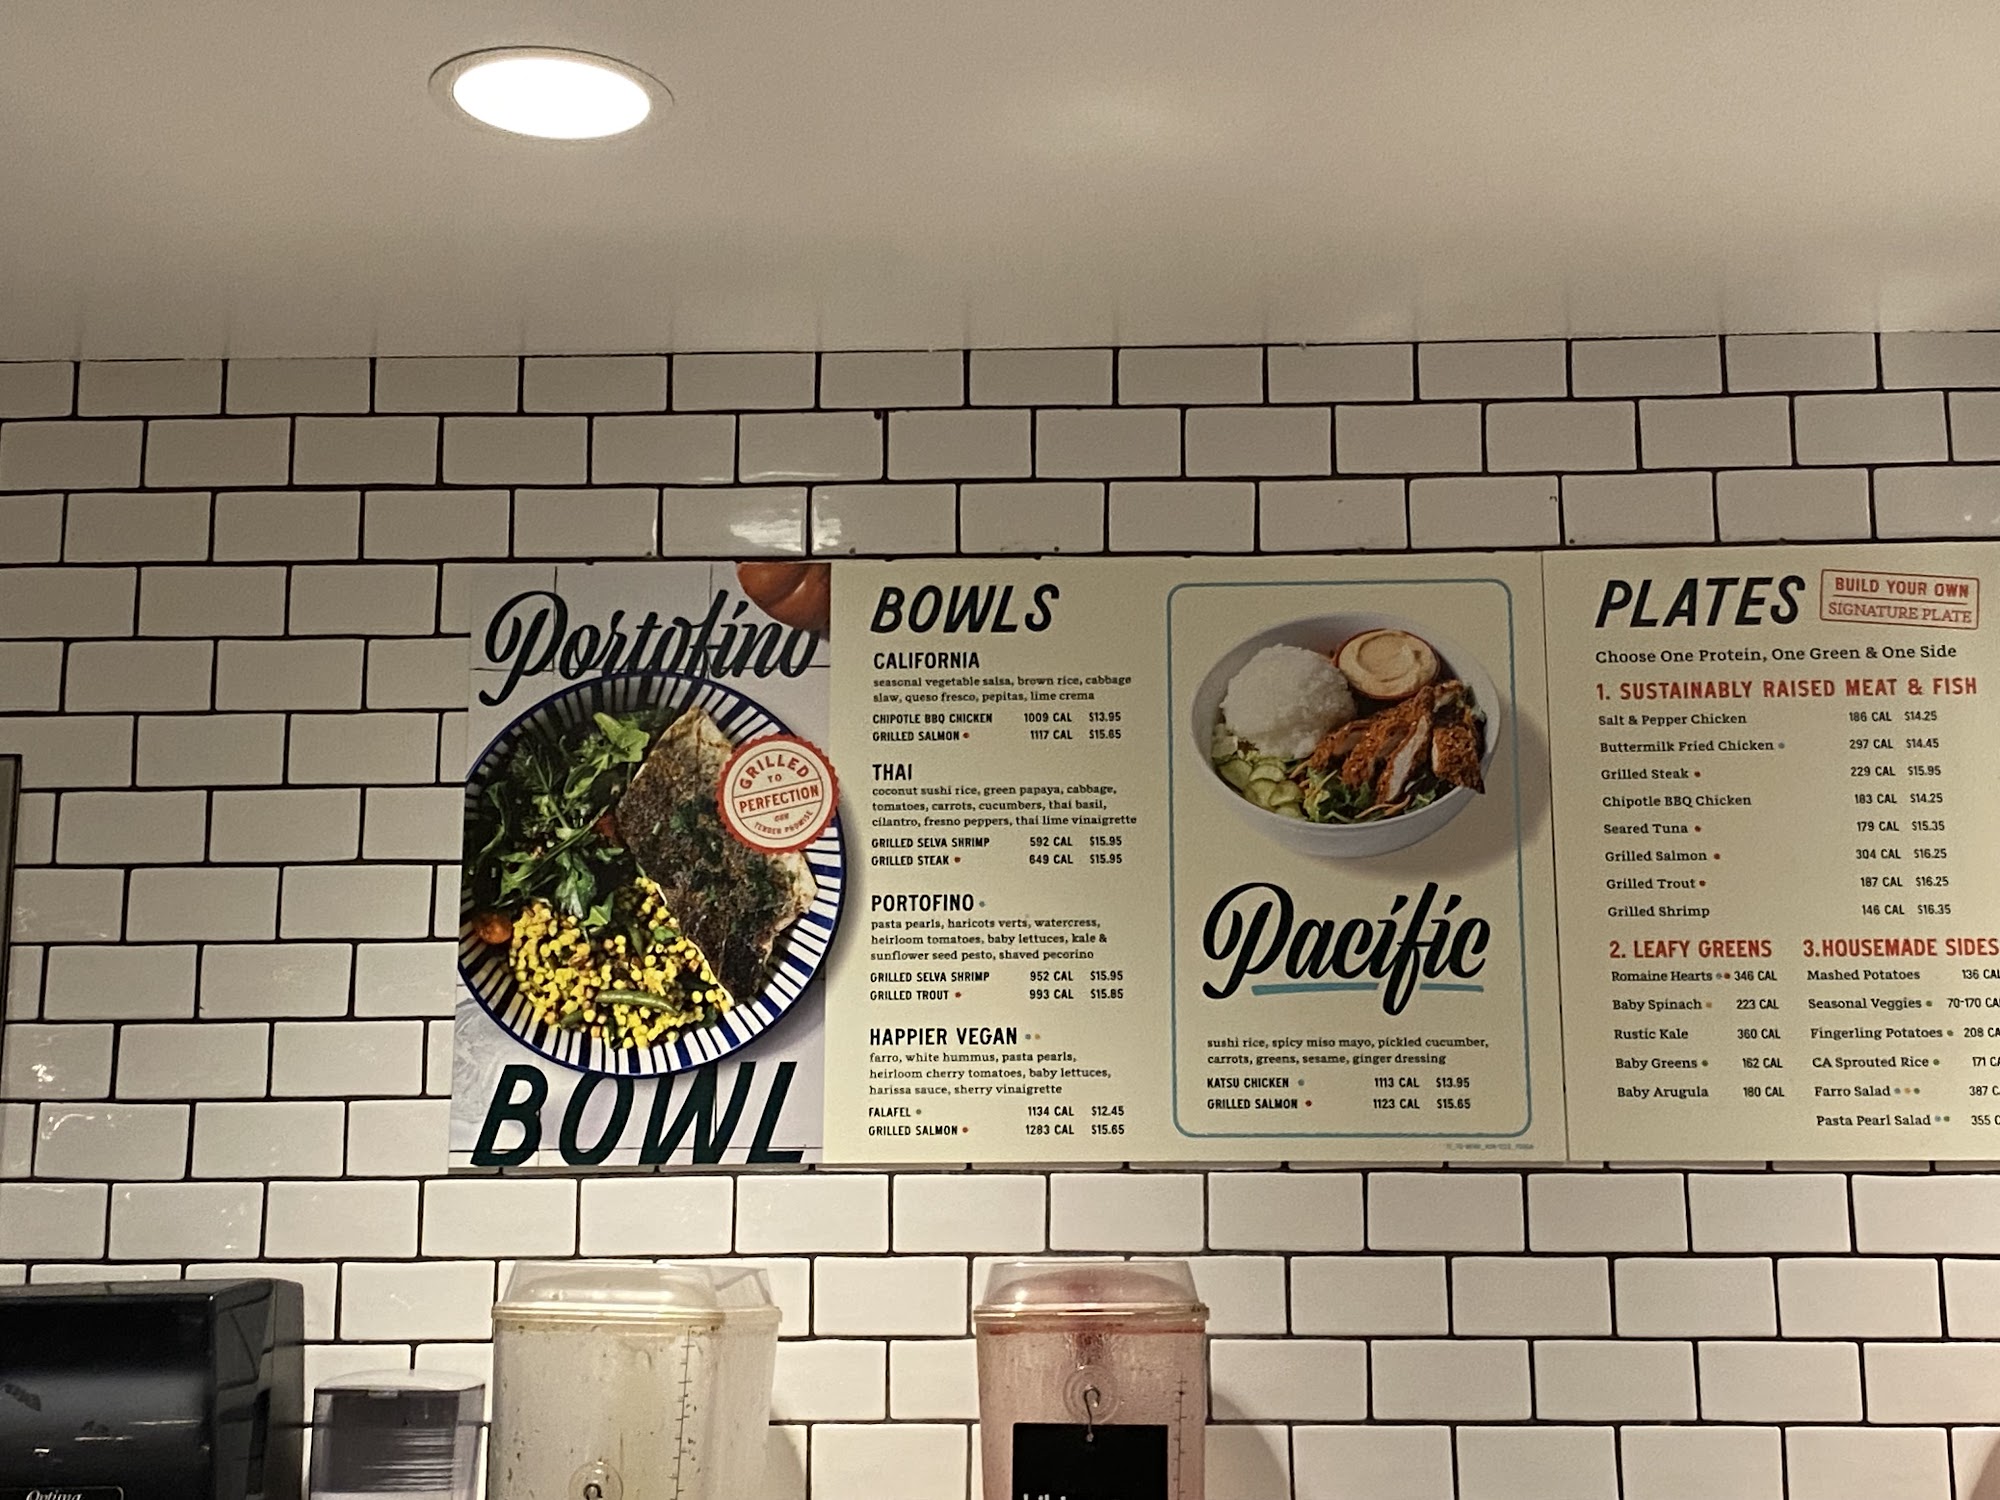 Portofino
GRILLED
TO
PERFECTION
OUR
TENDER PROMISE
BOWL
BOWLS
CALIFORNIA
seasonal vegetable salsa, brown rice, cabbage
slaw, queso fresco, pepitas, lime crema
CHIPOTLE BBQ CHICKEN 1009 CAL $13.95
GRILLED SALMON 1117 CAL $15.65
THAI
coconut sushi rice, green papaya, cabbage,
tomatoes, carrots, cucumbers, thai basil,
cilantro, fresno peppers, thai lime vinaigrette
GRILLED SELVA SHRIMP 592 CAL $15.95
GRILLED STEAK 649 CAL $15.95
PORTOFINO
pasta pearls, haricots verts, watercress,
heirloom tomatoes, baby lettuces, kale &
sunflower seed pesto, shaved pecorino
GRILLED SELVA SHRIMP 952 CAL $15.95
GRILLED TROUT 993 CAL $15.85
HAPPIER VEGAN
farro, white hummus, pasta pearls,
heirloom cherry tomatoes, baby lettuces,
harissa sauce, sherry vinaigrette
FALAFEL 1134 CAL $12.45
GRILLED SALMON 1283 CAL $15.65
Pacific
sushi rice, spicy miso mayo, pickled cucumber,
carrots, greens, sesame, ginger dressing
KATSU CHICKEN 1113 CAL $13.95
GRILLED SALMON 1123 CAL $15.65
PLATES
BUILD YOUR OWN
SIGNATURE PLATE
Choose One Protein, One Green & One Side
1. SUSTAINABLY RAISED MEAT & FISH
Salt & Pepper Chicken 186 CAL $14.25
Buttermilk Fried Chicken 297 CAL $14.45
Grilled Steak 229 CAL $15.95
Chipotle BBQ Chicken 183 CAL $14.25
Seared Tuna 179 CAL $15.35
Grilled Salmon 304 CAL $16.25
Grilled Trout 187 CAL $16.25
Grilled Shrimp 146 CAL $16.35
2. LEAFY GREENS
Romaine Hearts 346 CAL
Baby Spinach 223 CAL
Rustic Kale 360 CAL
Baby Greens 162 CAL
Baby Arugula 180 CAL
3.HOUSEMADE SIDES
Mashed Potatoes 136 CAL
Seasonal Veggies 70-170 CA
Fingerling Potatoes 208 CA
CA Sprouted Rice 171 CA
Farro Salad 387 C
Pasta Pearl Salad 355 C
Optima